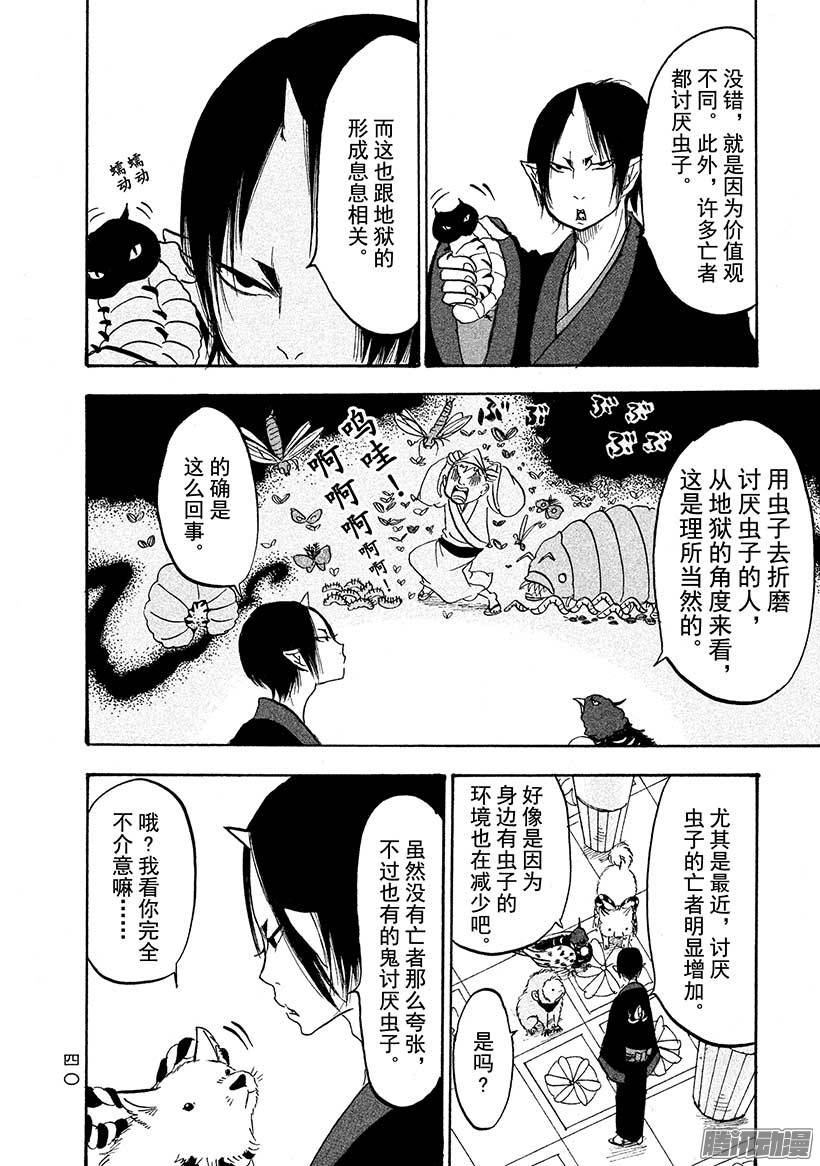 没错，就是因为价值观
不同。此外，许多亡者
都讨厌虫子。
而这也跟地狱的
形成息息相关。
蠕动
蠕动
用虫子去折磨
讨厌虫子的人，
从地狱的角度来看，
这是理所当然的。
ぶぶ
ぶぶ
ぶぶ
呜哇！
啊啊啊啊啊！
的确是
这么回事。
尤其是最近，讨厌
虫子的亡者明显增加。
好像是因为
身边有虫子的
环境也在减少吧。
是吗？
虽然没有亡者那么夸张，
不过也有的鬼讨厌虫子。
哦？我看你完全
不介意嘛……
四〇
腾讯动漫